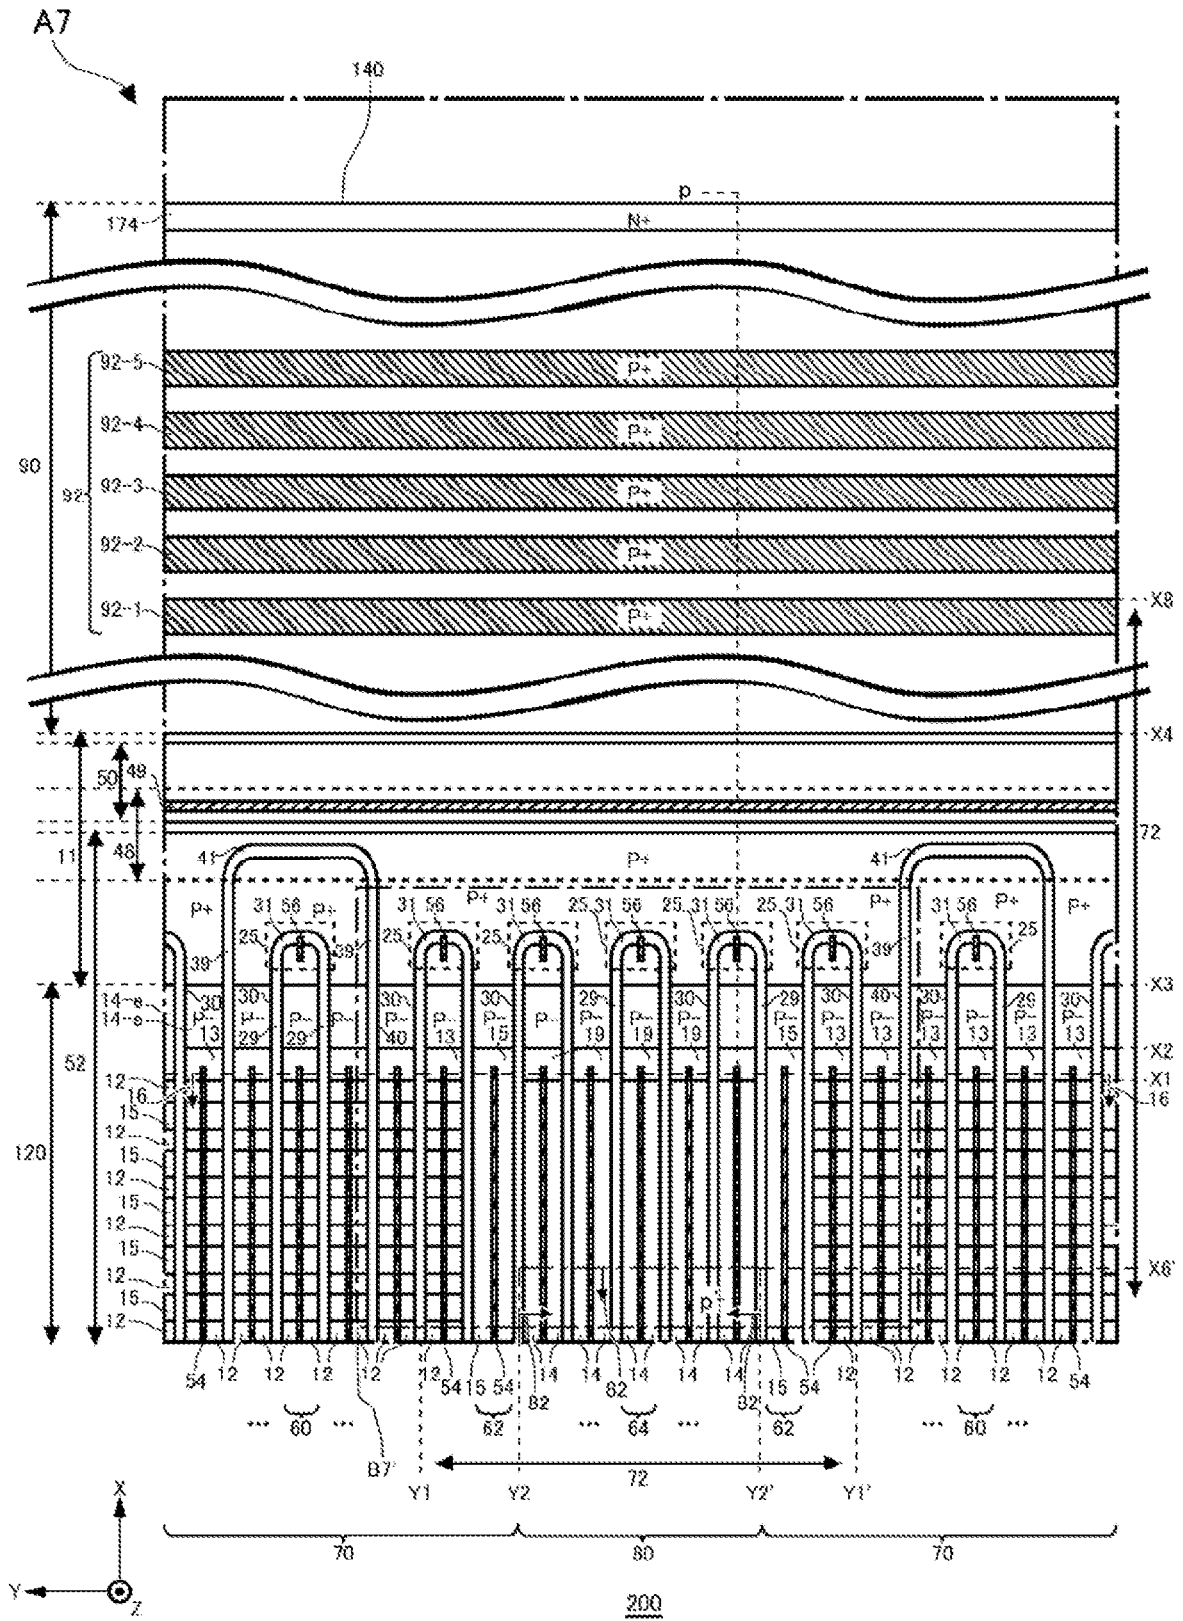 A7
140
p
174
N+
92-5 P+
92-4 P+
90
92-3 P+
92
92-2 P+
92-1 P+
X8
X4
50 49
72
11 48 41 P+ 41
P+ 31 56 P+ 31 56 31 56 25 31 56 25 31 56 25 31 56 P+ 31 56 P+ P+
25 39 25 25 39 25
39
X3
14-e 30 30 30 30 29 29 30 40 30 29 30
14-e P- P- P- P- P- P- P- P- P- P- P- P- P- P- P-
13 29 29 40 13 15 19 19 19 15 13 13 13 13 13
X2
52
12 X1
16 16
15
12
120 15
12
15
12
15
12 X6'
15 p'
12
54 12 12 12 12 12 54 15 54 82 14 14 82 14 14 14 82 15 54 12 12 12 12 12 54
... 60 ... 62 ... 64 ... 62 ... 60 ...
B7'
72
Y1 Y2 Y2' Y1'
X
70 80 70
Y Z
200